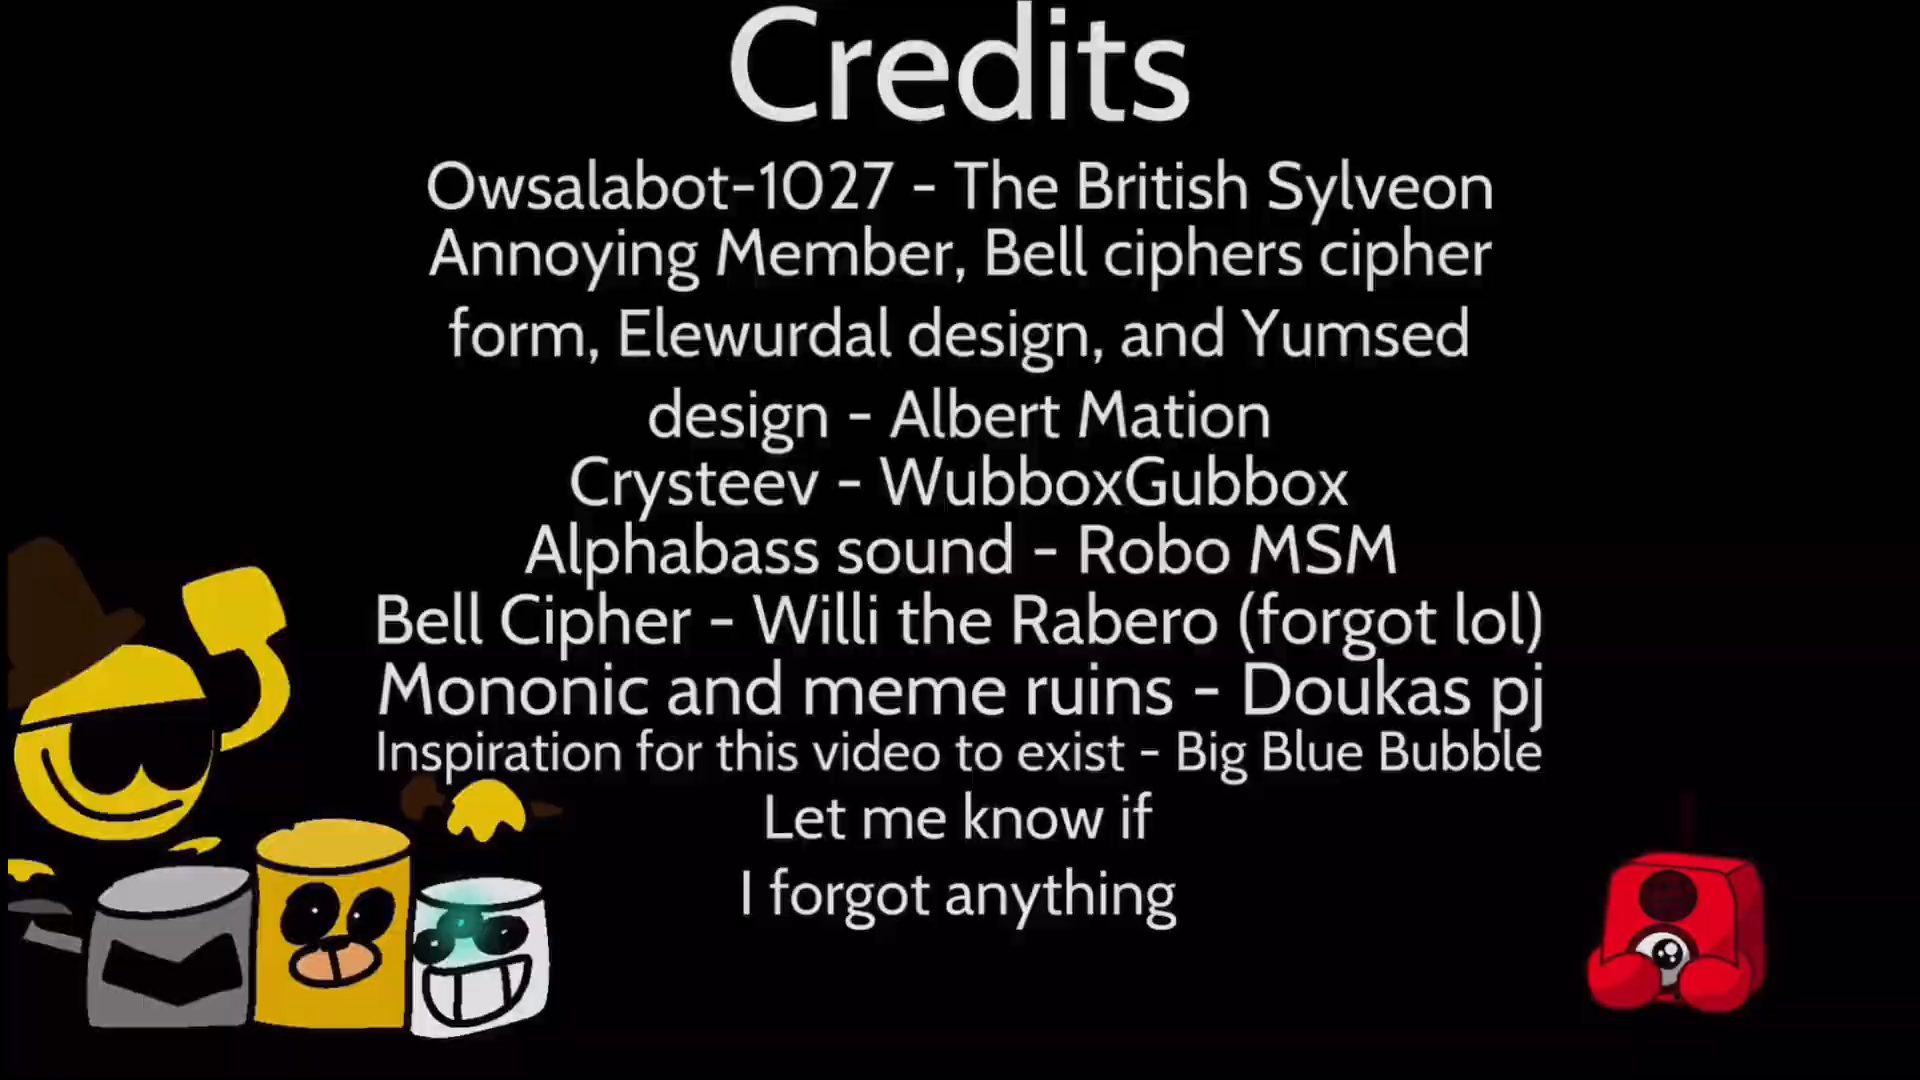 Credits
Owsalabot-1027 - The British Sylveon
Annoying Member, Bell ciphers cipher
form, Elewurdal design, and Yumsed
design - Albert Mation
Crysteev - WubboxGubbox
Alphabass sound - Robo MSM
Bell Cipher - Willi the Rabero (forgot lol)
Mononic and meme ruins - Doukas pj
Inspiration for this video to exist - Big Blue Bubble
Let me know if
I forgot anything